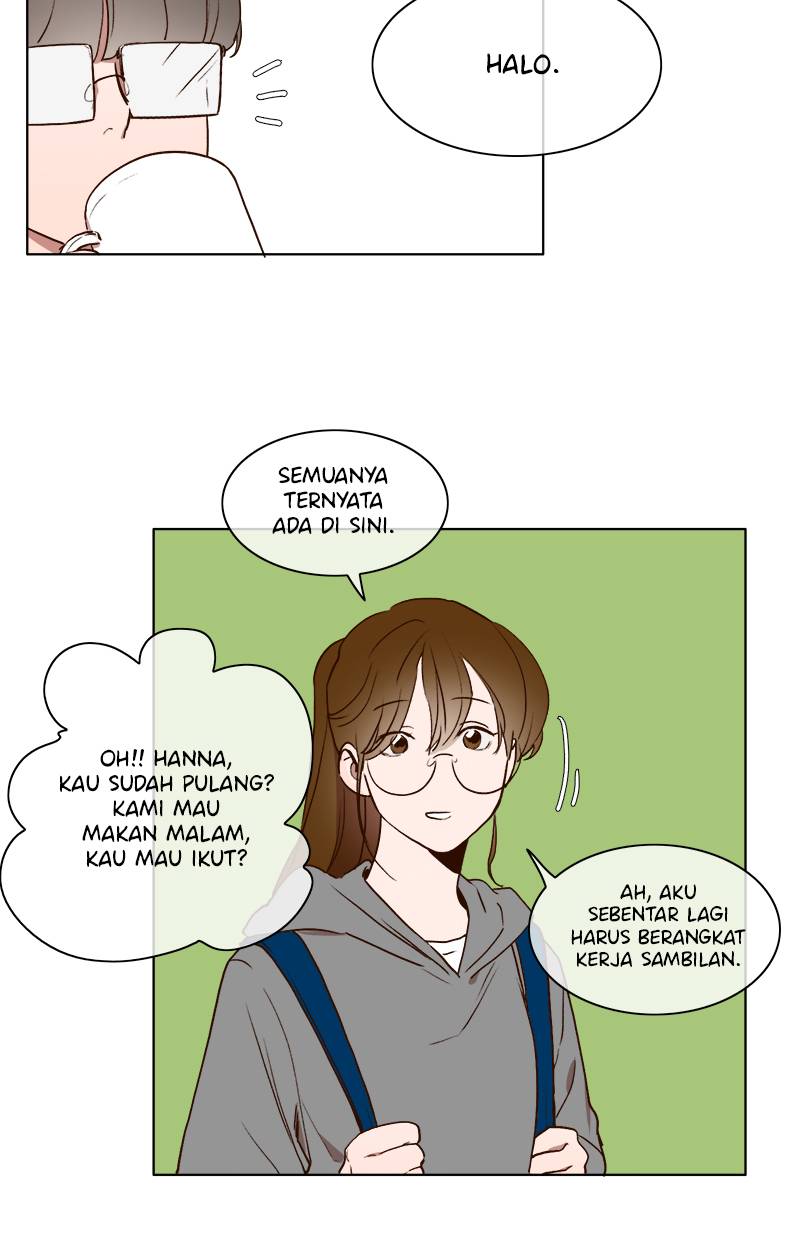 HALO.
SEMUANYA
TERNYATA
ADA DI SINI.
OH!! HANNA,
KAU SUDAH PULANG?
KAMI MAU
MAKAN MALAM,
KAU MAU IKUT?
AH, AKU
SEBENTAR LAGI
HARUS BERANGKAT
KERJA SAMBILAN.